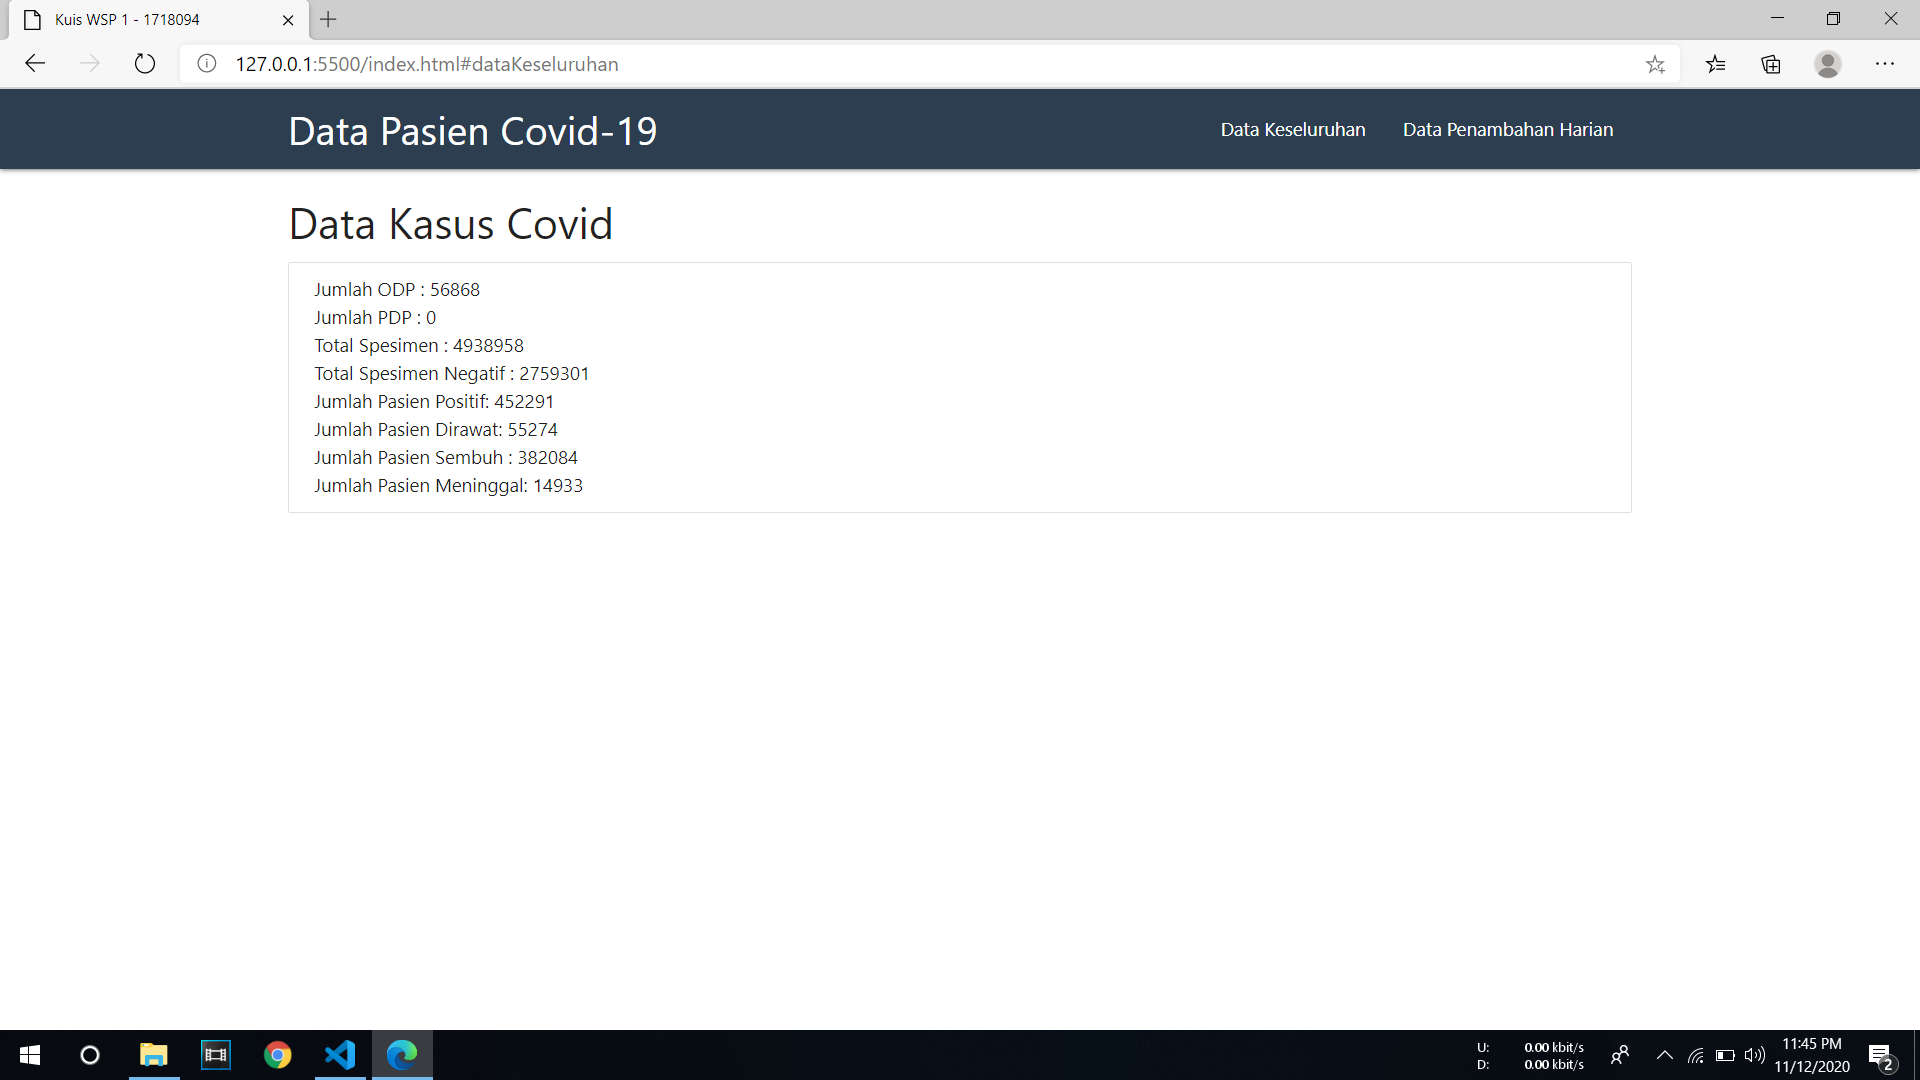 Kuis WSP 1 - 1718094
127.0.0.1:5500/index.html#dataKeseluruhan
Data Pasien Covid-19
Data Keseluruhan
Data Penambahan Harian
Data Kasus Covid
Jumlah ODP : 56868
Jumlah PDP : 0
Total Spesimen : 4938958
Total Spesimen Negatif : 2759301
Jumlah Pasien Positif: 452291
Jumlah Pasien Dirawat: 55274
Jumlah Pasien Sembuh : 382084
Jumlah Pasien Meninggal: 14933
U: 0.00 kbit/s
D: 0.00 kbit/s
11:45 PM
11/12/2020
2